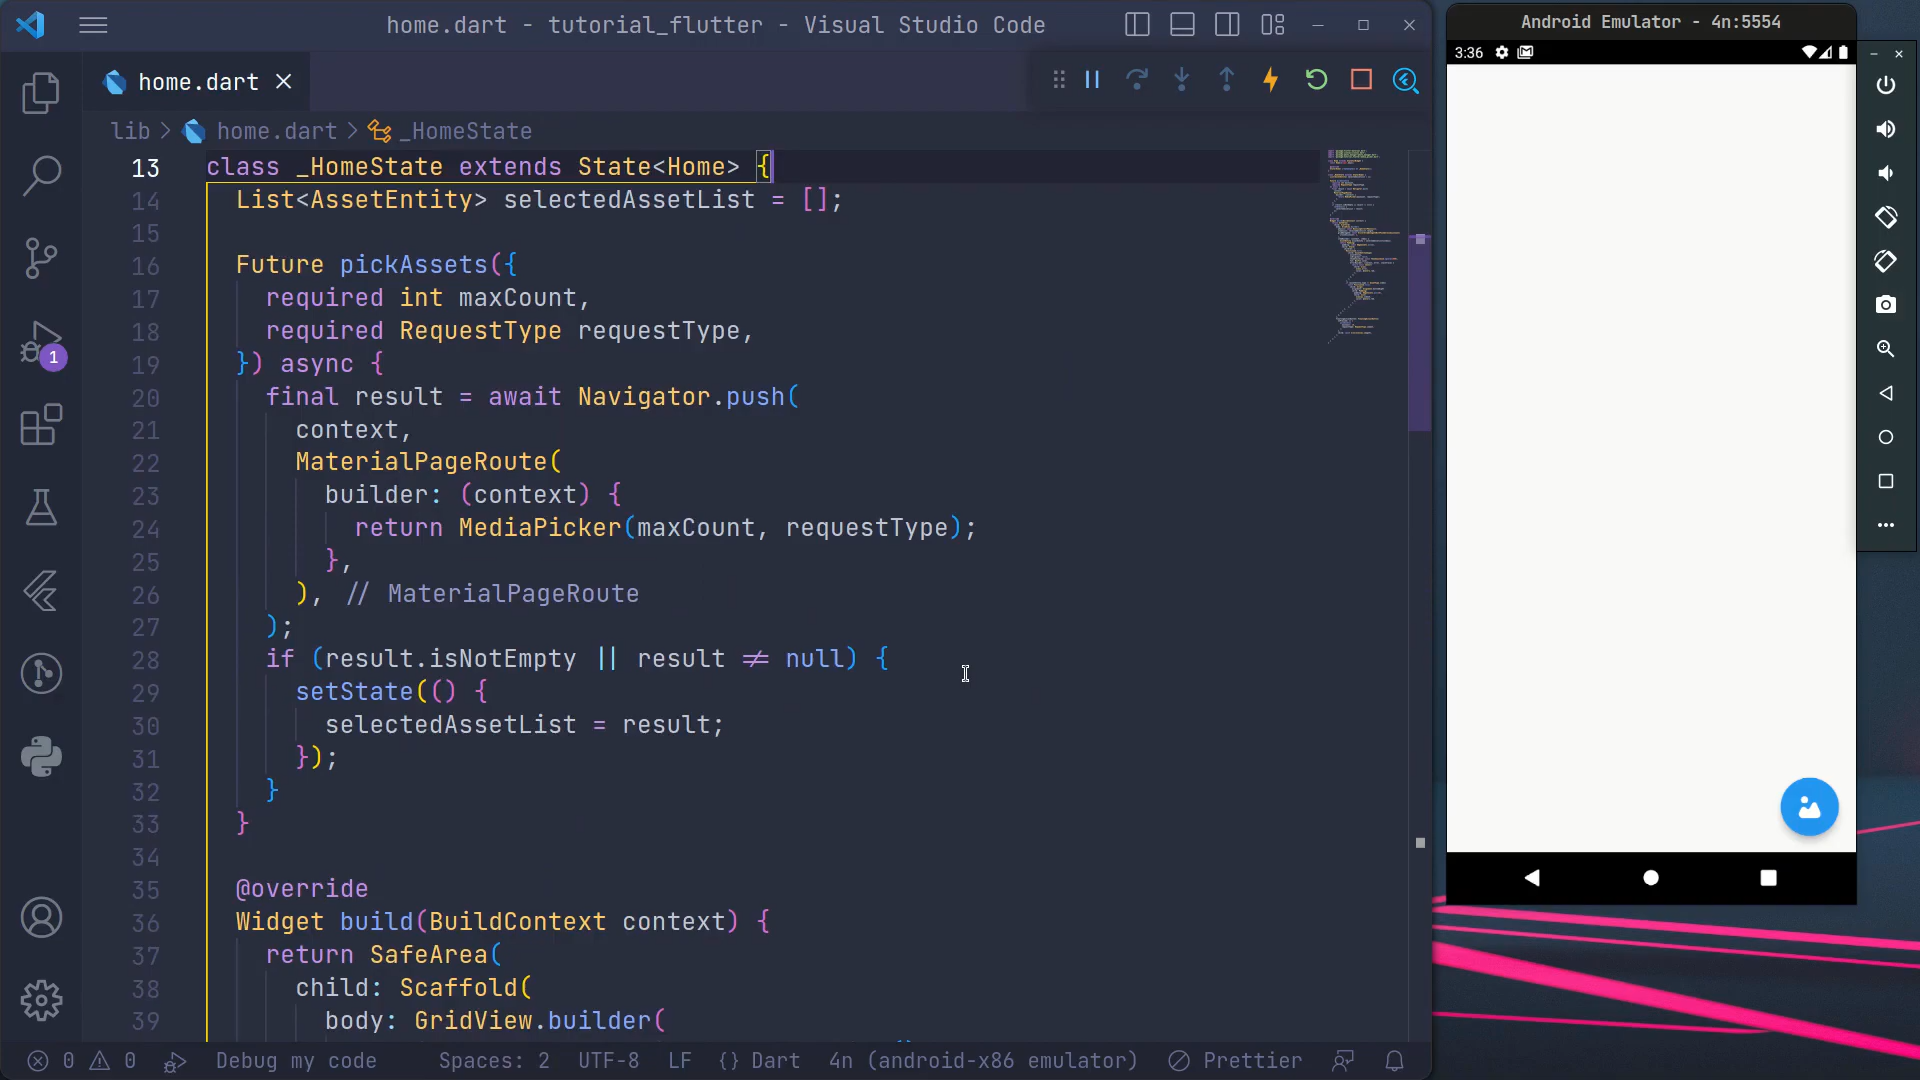 home.dart - tutorial_flutter - Visual Studio Code
home.dart
lib > home.dart > _HomeState
13 class _HomeState extends State<Home> {
14 List<AssetEntity> selectedAssetList = [];
15
16 Future pickAssets({
17 required int maxCount,
18 required RequestType requestType,
19 }) async {
20 final result = await Navigator.push(
21 context,
22 MaterialPageRoute(
23 builder: (context) {
24 return MediaPicker(maxCount, requestType);
25 },
26 ), // MaterialPageRoute
27 );
28 if (result.isNotEmpty || result ≠ null) {
29 setState(() {
30 selectedAssetList = result;
31 });
32 }
33 }
34
35 @override
36 Widget build(BuildContext context) {
37 return SafeArea(
38 child: Scaffold(
39 body: GridView.builder(
1
0 0 Debug my code Spaces: 2 UTF-8 LF {} Dart 4n (android-x86 emulator) Prettier
Android Emulator - 4n:5554
3:36